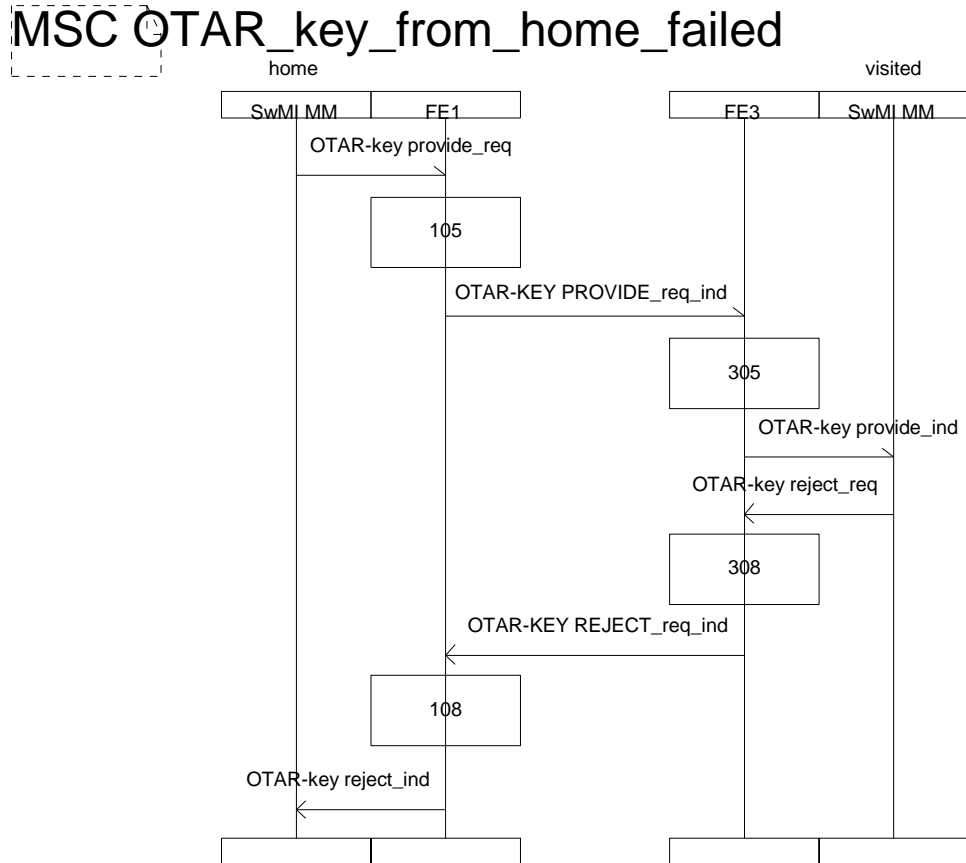 MSC OTAR_key_from_home_failed
home visited
SwMI MM FE1 FE3 SwMI MM
OTAR-key provide_req
105
OTAR-KEY PROVIDE_req_ind
305
OTAR-key provide_ind
OTAR-key reject_req
308
OTAR-KEY REJECT_req_ind
108
OTAR-key reject_ind